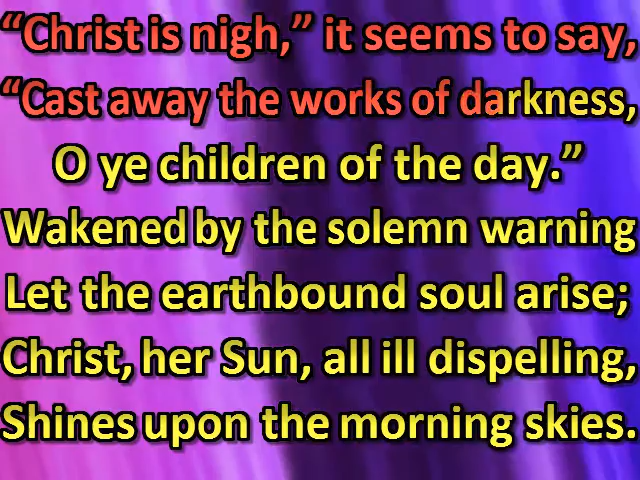 “Christ is nigh,” it seems to say,
“Cast away the works of darkness,
O ye children of the day.”
Wakened by the solemn warning
Let the earthbound soul arise;
Christ, her Sun, all ill dispelling,
Shines upon the morning skies.